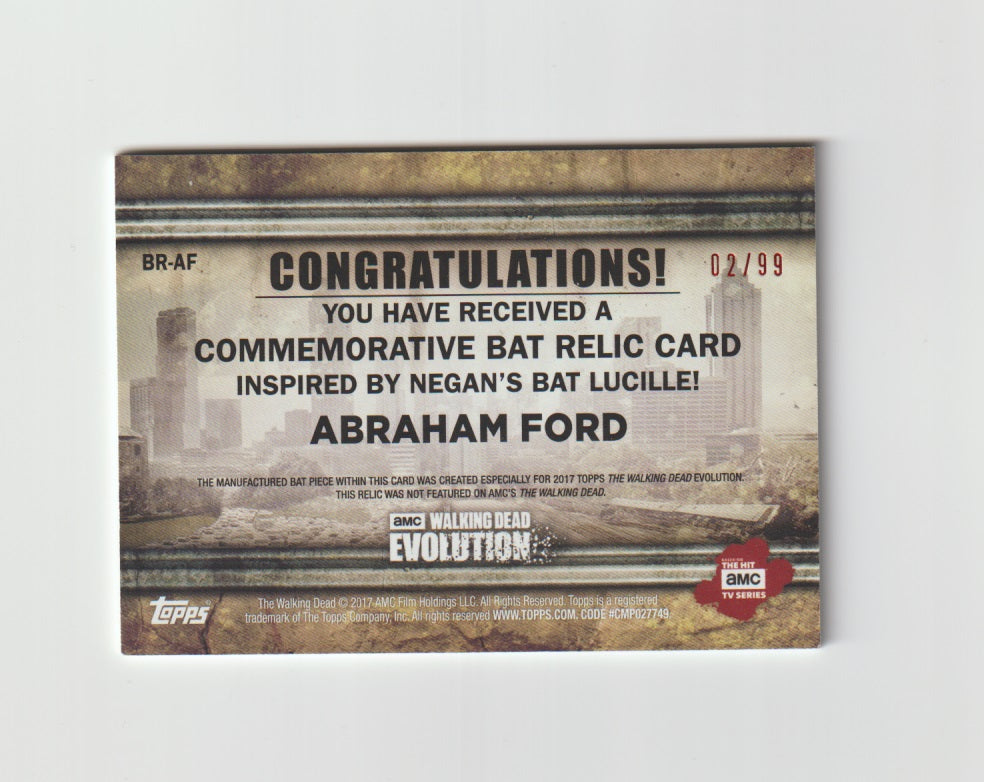 BR-AF
CONGRATULATIONS!
02/99
YOU HAVE RECEIVED A
COMMEMORATIVE BAT RELIC CARD
INSPIRED BY NEGAN'S BAT LUCILLE!
ABRAHAM FORD
THE MANUFACTURED BAT PIECE WITHIN THIS CARD WAS CREATED ESPECIALLY FOR 2017 TOPPS THE WALKING DEAD EVOLUTION.
THIS RELIC WAS NOT FEATURED ON AMC'S THE WALKING DEAD.
aMC WALKING DEAD
EVOLUTION
BASED ON
THE HIT
aMC
TV SERIES
Topps
The Walking Dead © 2017 AMC Film Holdings LLC. All Rights Reserved. Topps is a registered
trademark of The Topps Company, Inc. All rights reserved WWW.TOPPS.COM. CODE #CMP027749